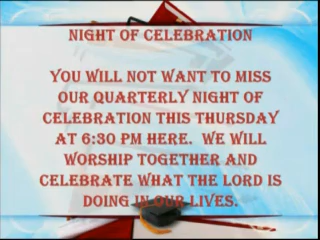 NIGHT OF CELEBRATION
YOU WILL NOT WANT TO MISS
OUR QUARTERLY NIGHT OF
CELEBRATION THIS THURSDAY
AT 6:30 PM HERE. WE WILL
WORSHIP TOGETHER AND
CELEBRATE WHAT THE LORD IS
DOING IN OUR LIVES.